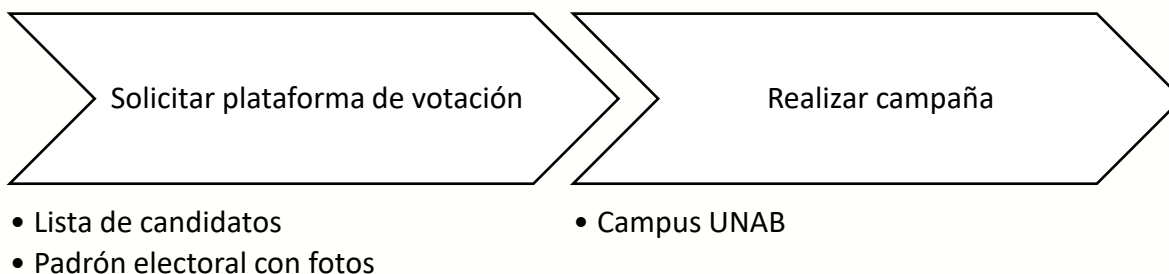 Solicitar plataforma de votación
• Lista de candidatos
• Padrón electoral con fotos
Realizar campaña
• Campus UNAB